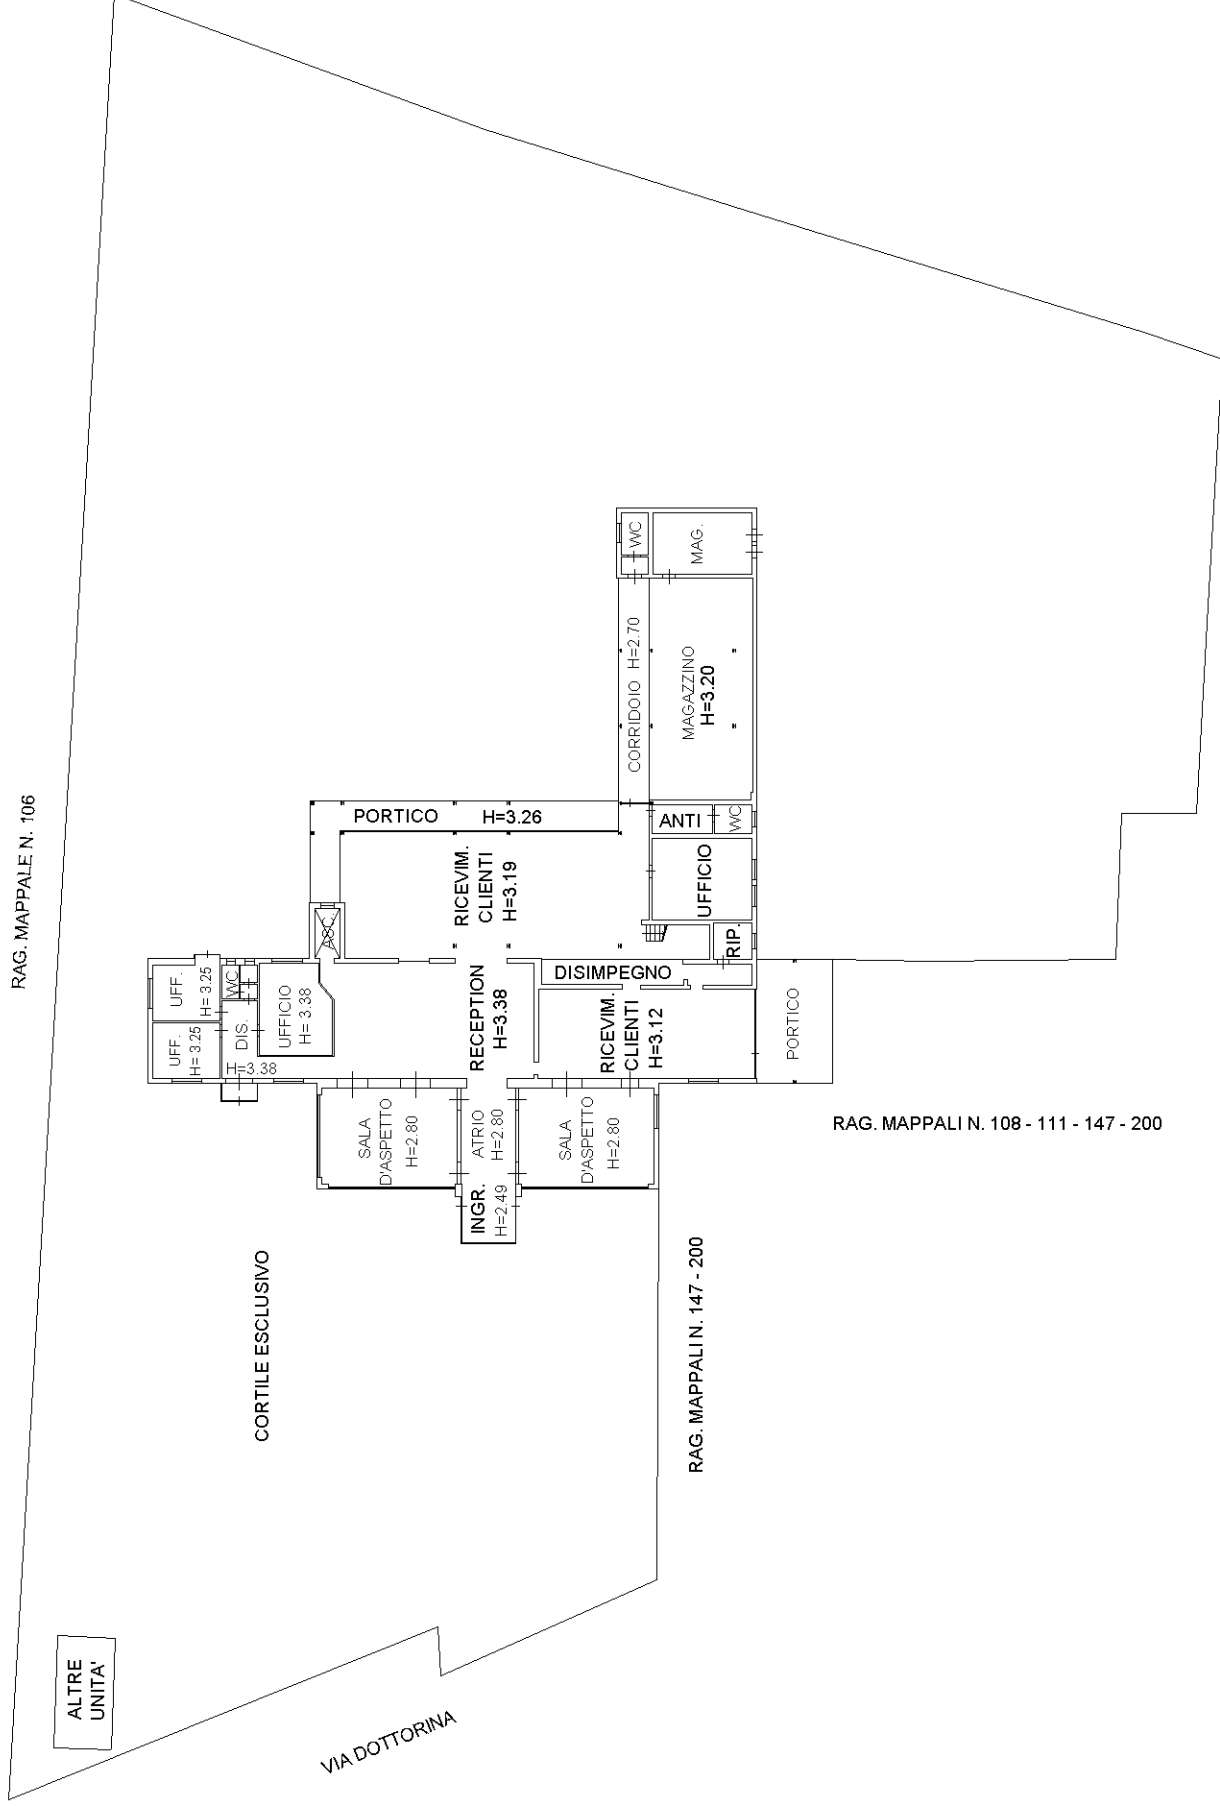 RAG. MAPPALE N. 106
WC
MAG.
CORRIDOIO H=2.70
MAGAZZINO
H=3.20
PORTICO H=3.26
ANTI
WC
RICEVIM.
CLIENTI
H=3.19
UFFICIO
ASC.
RIP.
UFF.
H= 3.25
WC
UFFICIO
H= 3.38
DISIMPEGNO
RECEPTION
H=3.38
RICEVIM.
CLIENTI
H=3.12
PORTICO
UFF.
H= 3.25
DIS.
H=3.38
SALA
D'ASPETTO
H=2.80
ATRIO
H=2.80
SALA
D'ASPETTO
H=2.80
RAG. MAPPALI N. 108 - 111 - 147 - 200
INGR.
H=2.49
CORTILE ESCLUSIVO
RAG. MAPPALI N. 147 - 200
ALTRE
UNITA'
VIA DOTTORINA